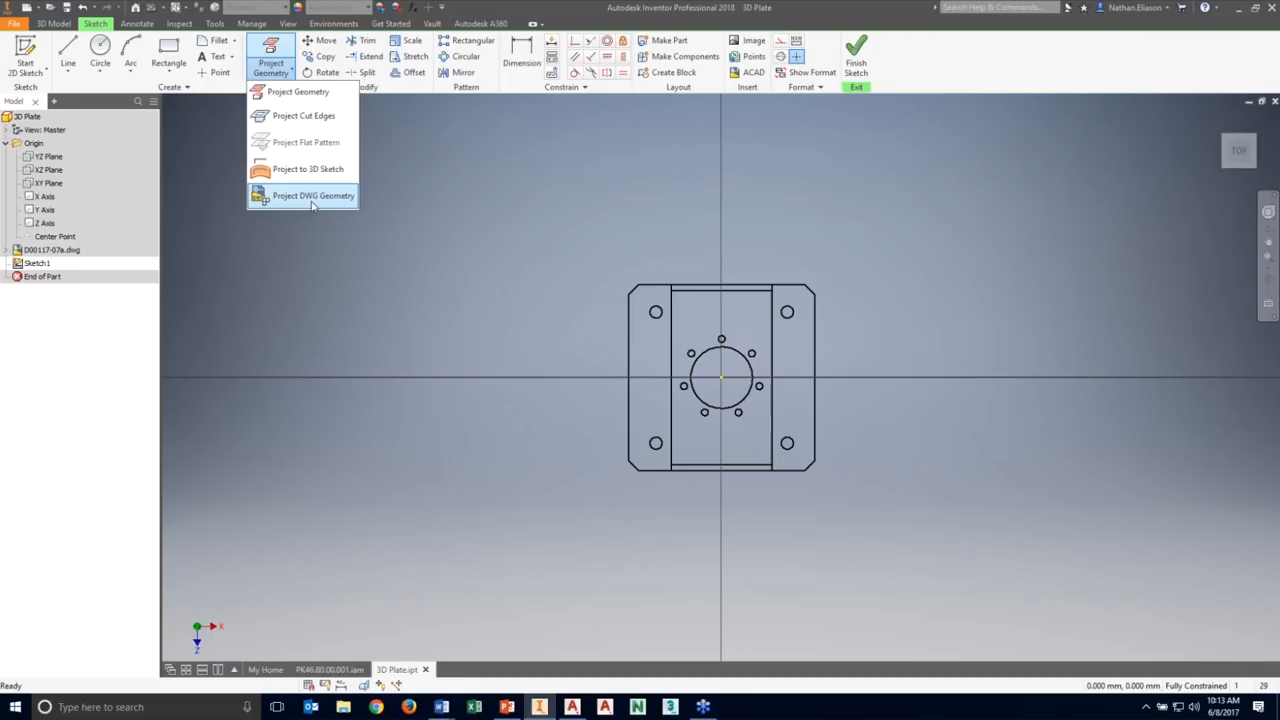 Autodesk Inventor Professional 2018 3D Plate
Search Help & Commands...
Nathan.Eliason
File 3D Model Sketch Annotate Inspect Tools Manage View Environments Get Started Vault Autodesk A360
Start
2D Sketch
Line
Circle
Arc
Rectangle
Fillet
Text
Point
Project
Geometry
Move
Copy
Rotate
Trim
Extend
Split
Scale
Stretch
Offset
Rectangular
Circular
Mirror
Dimension
Make Part
Make Components
Create Block
Image
Points
ACAD
Show Format
Finish
Sketch
Sketch Create odify Pattern Constrain Layout Insert Format Exit
Project Geometry
Project Cut Edges
Project Flat Pattern
Project to 3D Sketch
Project DWG Geometry
Model
3D Plate
View: Master
Origin
YZ Plane
XZ Plane
XY Plane
X Axis
Y Axis
Z Axis
Center Point
D00117-07a.dwg
Sketch1
End of Part
TOP
X
Z
My Home PK46.80.00.001.iam 3D Plate.ipt
Ready
0.000 mm, 0.000 mm Fully Constrained 1 29
Type here to search
10:13 AM
6/8/2017